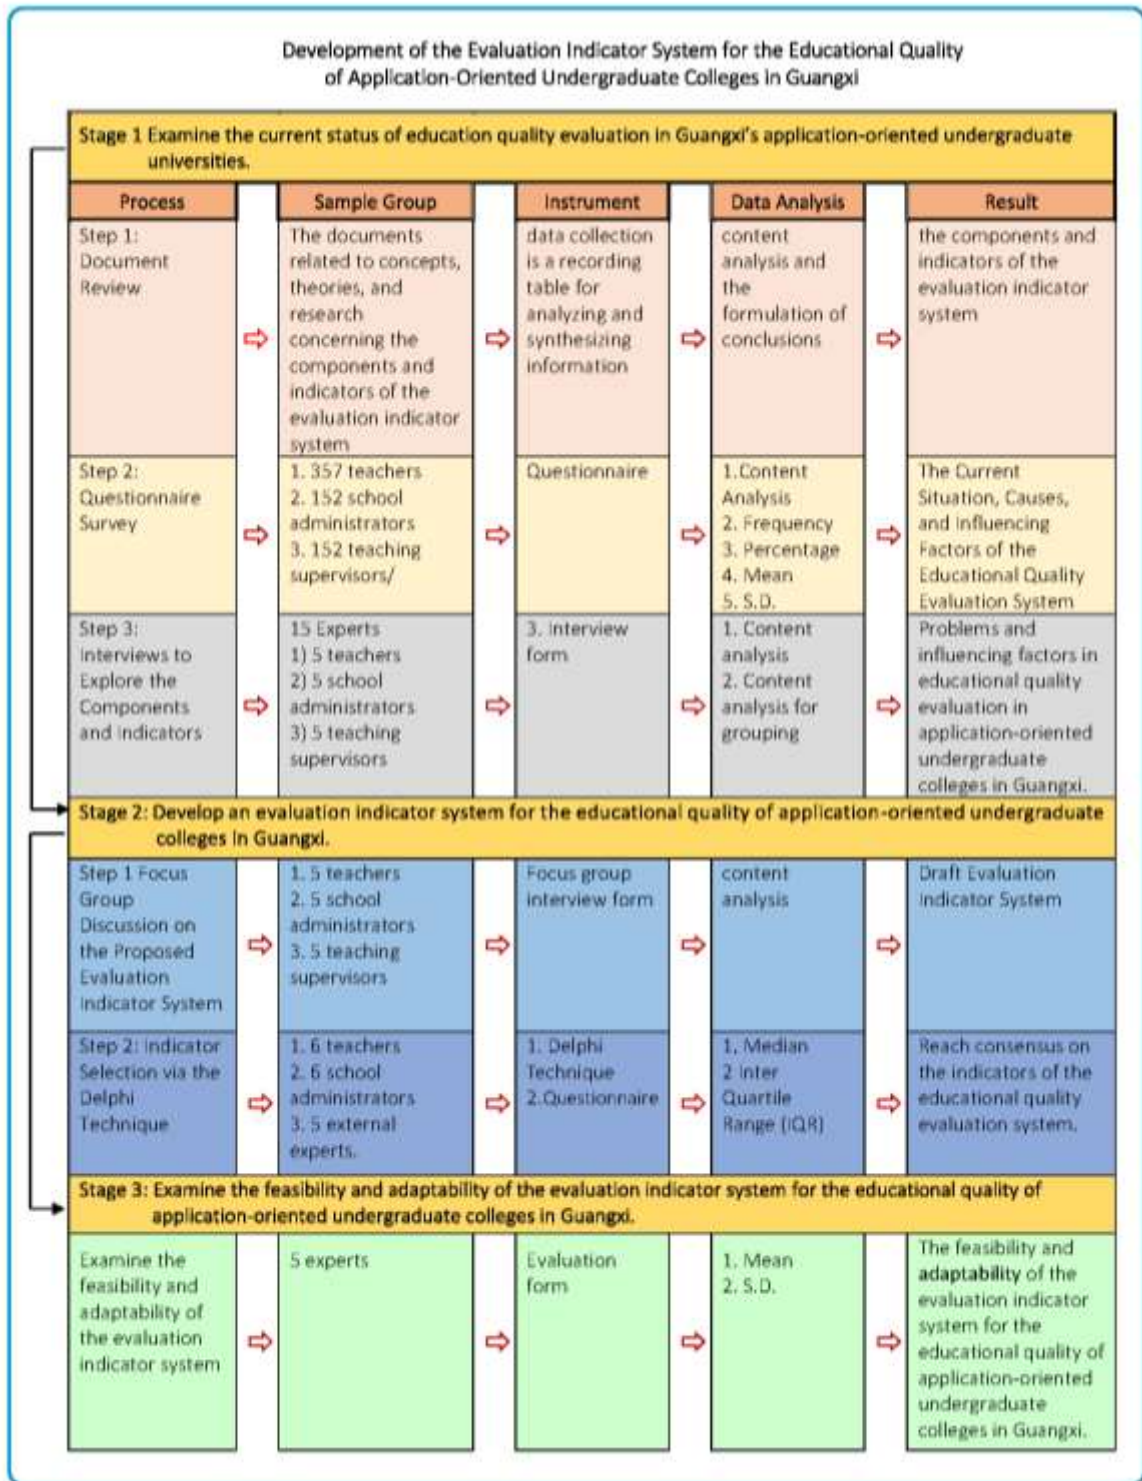 Development of the Evaluation Indicator System for the Educational Quality
of Application-Oriented Undergraduate Colleges in Guangxi
Stage 1 Examine the current status of education quality evaluation in Guangxi's application-oriented undergraduate
universities.
Process
Sample Group
Instrument
Data Analysis
Result
Step 1:
Document
Review
The documents
related to concepts,
theories, and
research
concerning the
components and
indicators of the
evaluation indicator
system
data collection
is a recording
table for
analyzing and
synthesizing
information
content
analysis and
the
formulation of
conclusions
the components and
indicators of the
evaluation indicator
system
Step 2:
Questionnaire
Survey
1. 357 teachers
2. 152 school
administrators
3. 152 teaching
supervisors/
Questionnaire
1.Content
Analysis
2. Frequency
3. Percentage
4. Mean
5. S.D.
The Current
Situation, Causes,
and Influencing
Factors of the
Educational Quality
Evaluation System
Step 3:
Interviews to
Explore the
Components
and Indicators
15 Experts
1) 5 teachers
2) 5 school
administrators
3) 5 teaching
supervisors
3. Interview
form
1. Content
analysis
2. Content
analysis for
grouping
Problems and
influencing factors in
educational quality
evaluation in
application-oriented
undergraduate
colleges in Guangxi.
Stage 2: Develop an evaluation indicator system for the educational quality of application-oriented undergraduate
colleges in Guangxi.
Step 1 Focus
Group
Discussion on
the Proposed
Evaluation
Indicator System
1. 5 teachers
2. 5 school
administrators
3. 5 teaching
supervisors
Focus group
interview form
content
analysis
Draft Evaluation
Indicator System
Step 2: Indicator
Selection via the
Delphi
Technique
1. 6 teachers
2. 6 school
administrators
3. 5 external
experts.
1. Delphi
Technique
2.Questionnaire
1. Median
2 Inter
Quartile
Range (IQR)
Reach consensus on
the indicators of the
educational quality
evaluation system.
Stage 3: Examine the feasibility and adaptability of the evaluation indicator system for the educational quality of
application-oriented undergraduate colleges in Guangxi.
Examine the
feasibility and
adaptability of
the evaluation
indicator system
5 experts
Evaluation
form
1. Mean
2. S.D.
The feasibility and
adaptability of the
evaluation indicator
system for the
educational quality of
application-oriented
undergraduate
colleges in Guangxi.